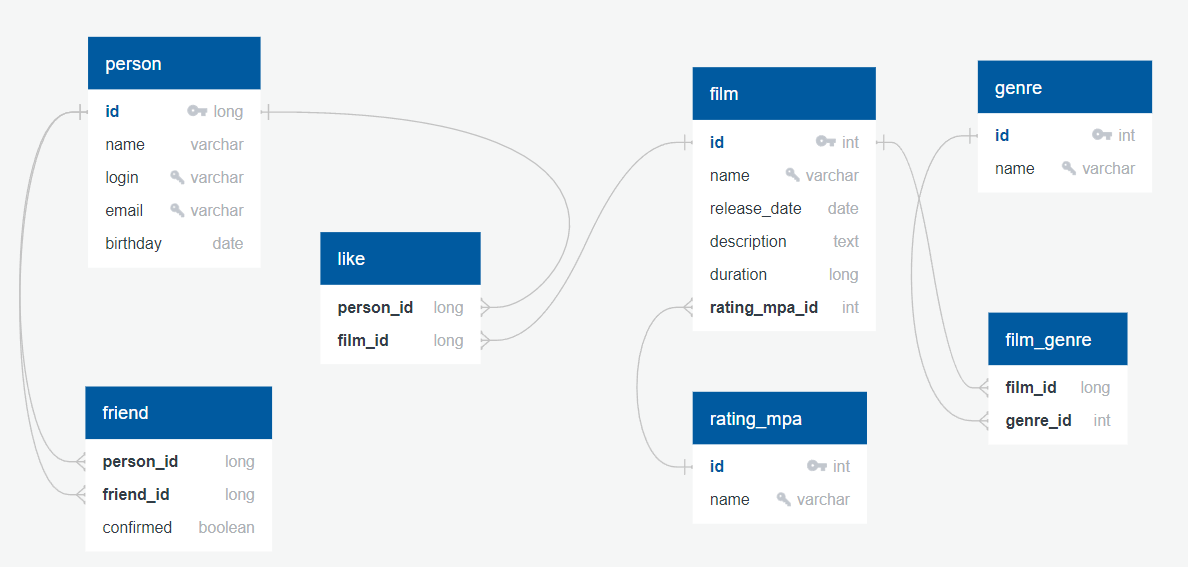 person
id long
name varchar
login varchar
email varchar
birthday date
like
person_id long
film_id long
friend
person_id long
friend_id long
confirmed boolean
film
id int
name varchar
release_date date
description text
duration long
rating_mpa_id int
rating_mpa
id int
name varchar
genre
id int
name varchar
film_genre
film_id long
genre_id int